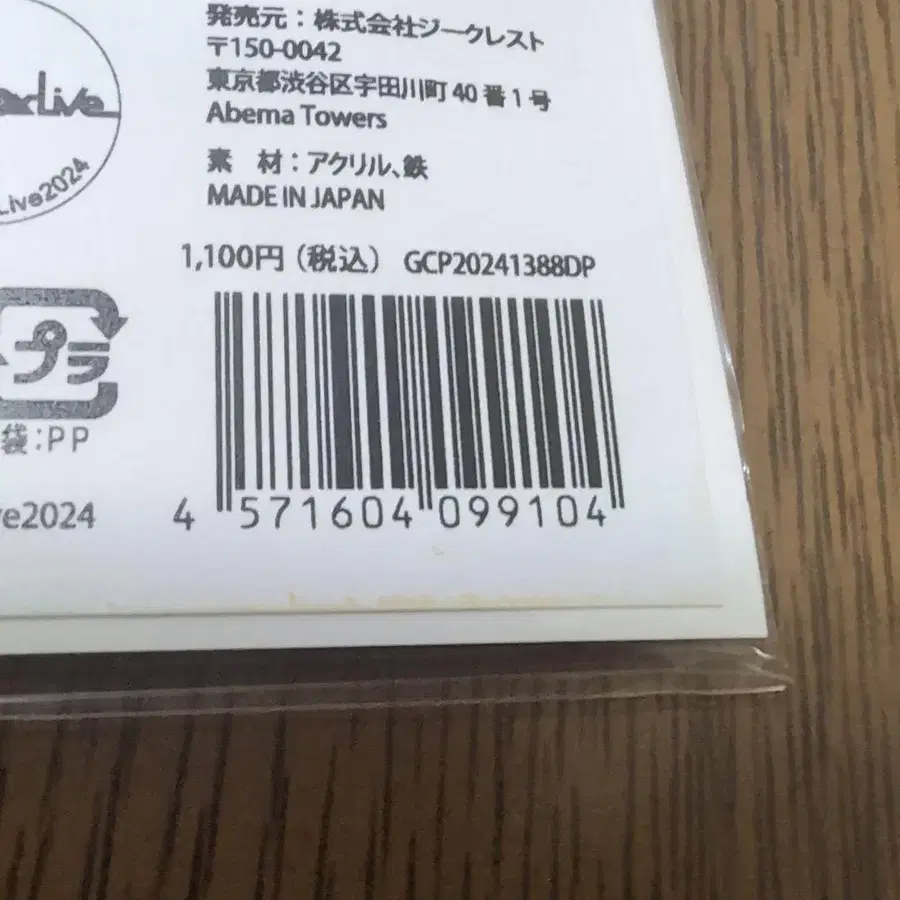 発売元：株式会社ジークレスト
〒150-0042
東京都渋谷区宇田川町40番1号
Abema Towers
素　材：アクリル、鉄
MADE IN JAPAN
Live2024
1,100円（税込） GCP20241388DP
プラ
袋：PP
ve2024
4 571604 099104